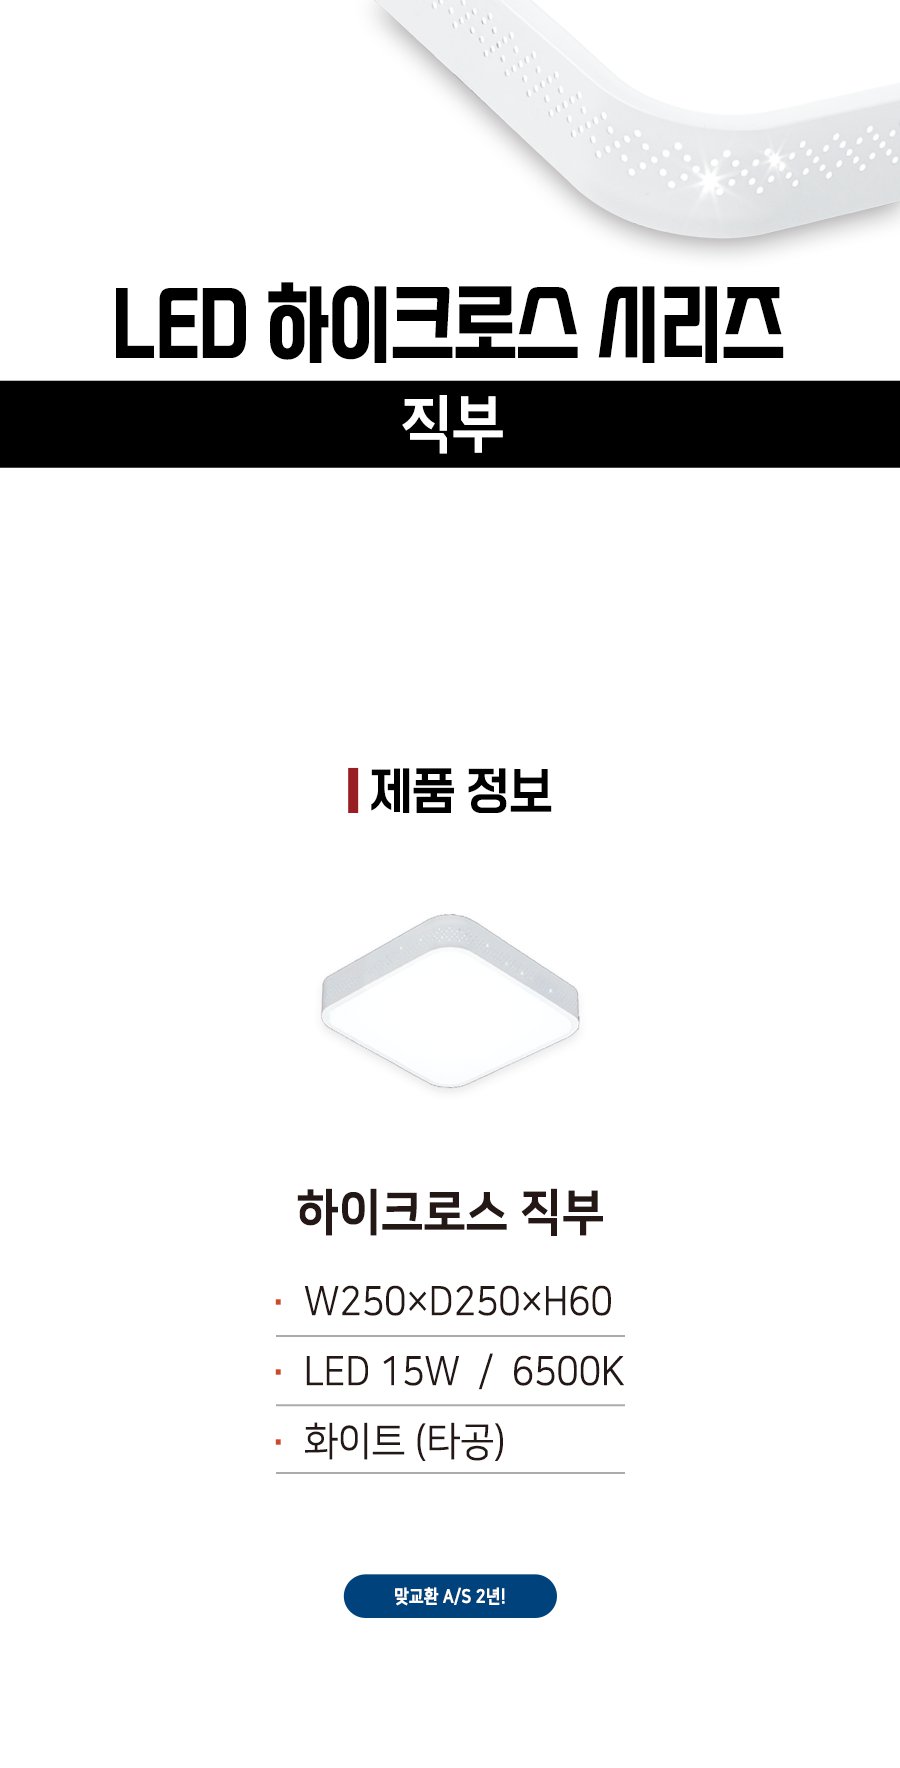 LED 하이크로스 시리즈
직부
제품 정보
하이크로스 직부
· W250×D250×H60
· LED 15W / 6500K
· 화이트 (타공)
맞교환 A/S 2년!